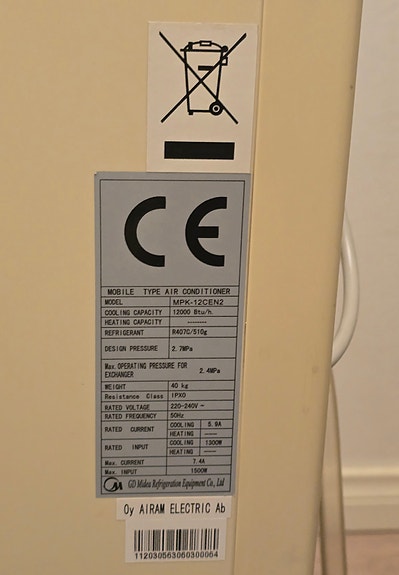 CE
MOBILE TYPE AIR CONDITIONER
MODEL MPK-12CEN2
COOLING CAPACITY 12000 Btu/h
HEATING CAPACITY --------
REFRIGERANT R407C/510g
DESIGN PRESSURE 2.7MPa
Max. OPERATING PRESSURE FOR
EXCHANGER 2.4MPa
WEIGHT 40 kg
Resistance Class IPX0
RATED VOLTAGE 220-240V~
RATED FREQUENCY 50Hz
RATED CURRENT COOLING 5.9A
HEATING ----
RATED INPUT COOLING 1300W
HEATING ----
Max. CURRENT 7.4A
Max. INPUT 1500W
GD Midea Refrigeration Equipment Co., Ltd
Oy AIRAM ELECTRIC Ab
112030563060300064